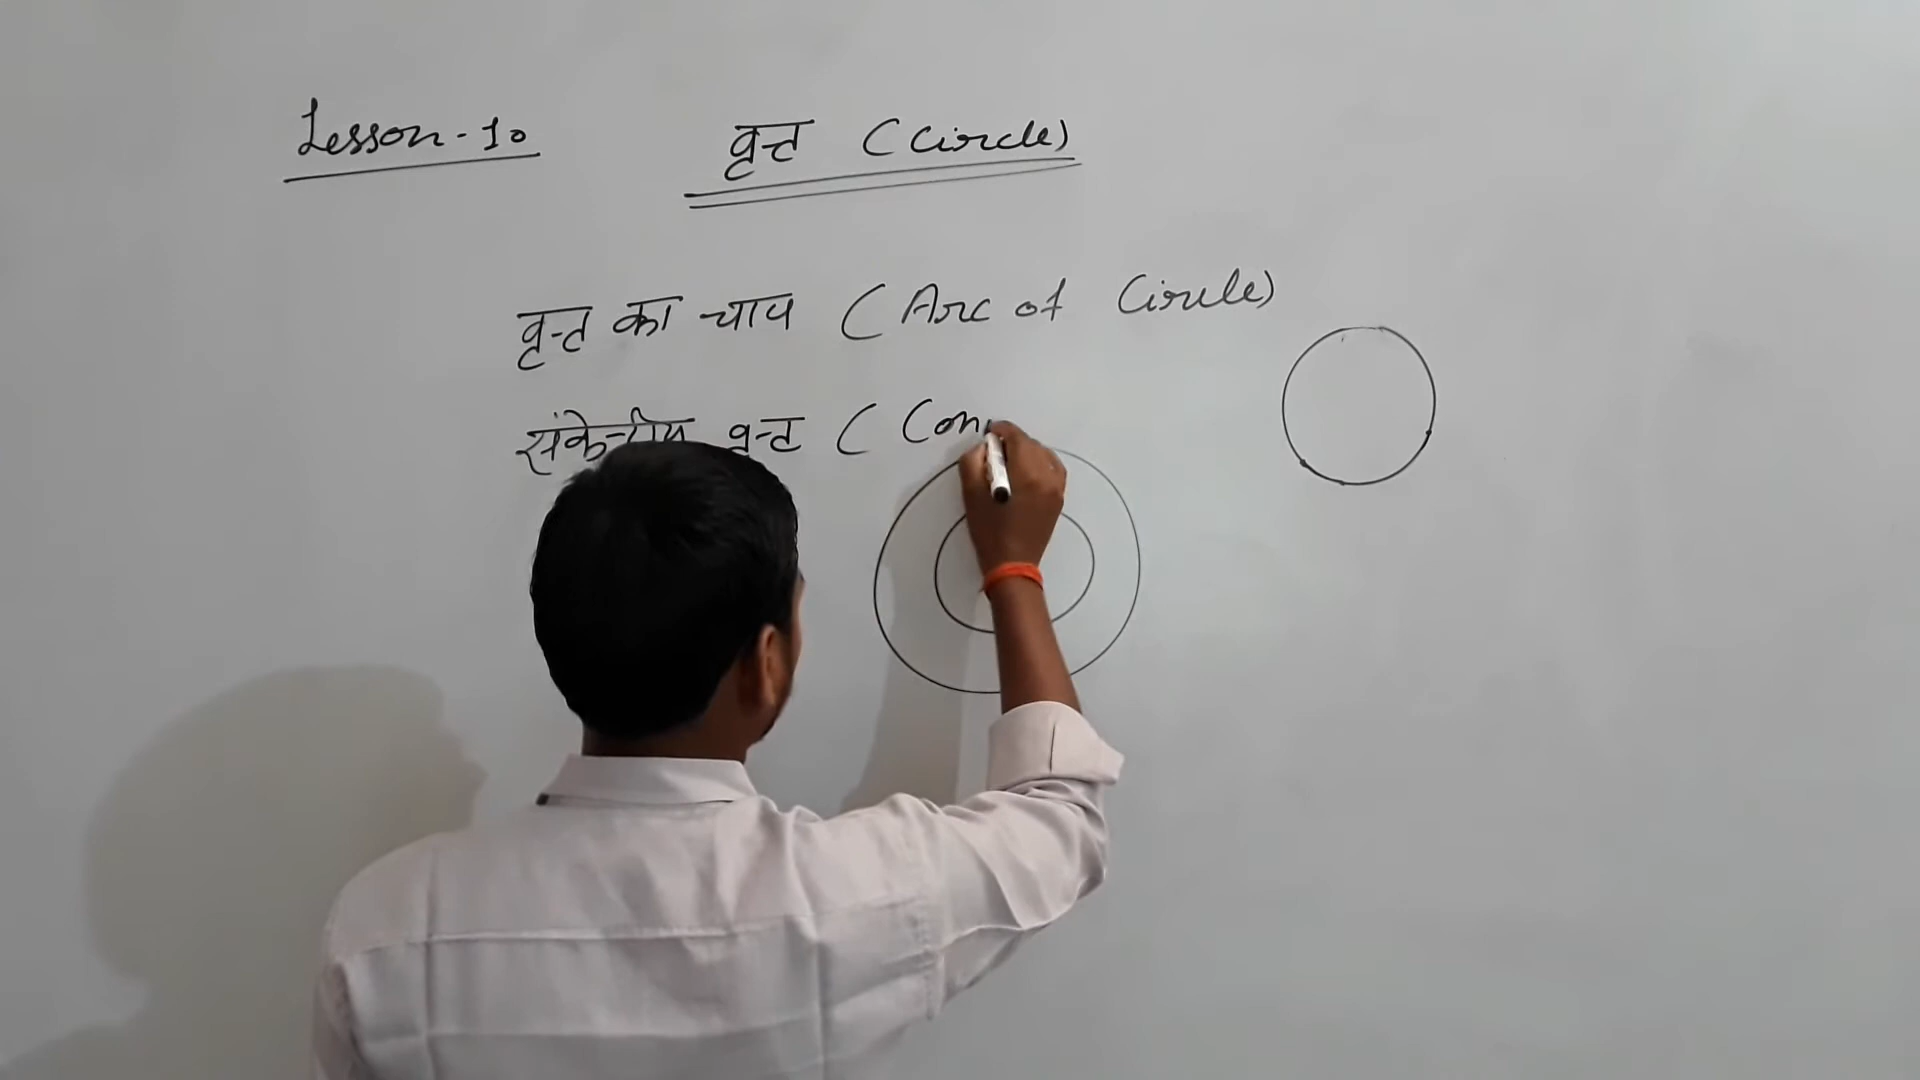 Lesson-10
वृत्त (Circle)
वृत्त का चाप (Arc of Circle)
संकेन्द्रीय वृत्त ( Con